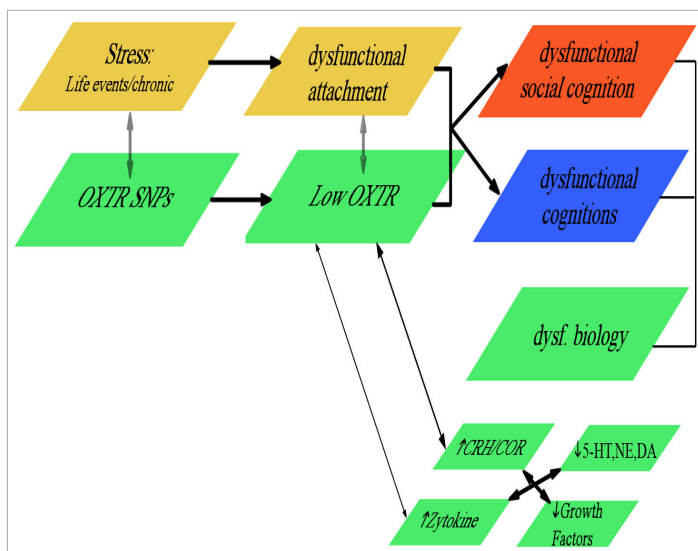 Stress:
Life events/chronic
dysfunctional
attachment
dysfunctional
social cognition
OXTR SNPs
Low OXTR
dysfunctional
cognitions
dysf. biology
↑CRH/COR
↓5-HT,NE,DA
↑Zytokine
↓Growth
Factors